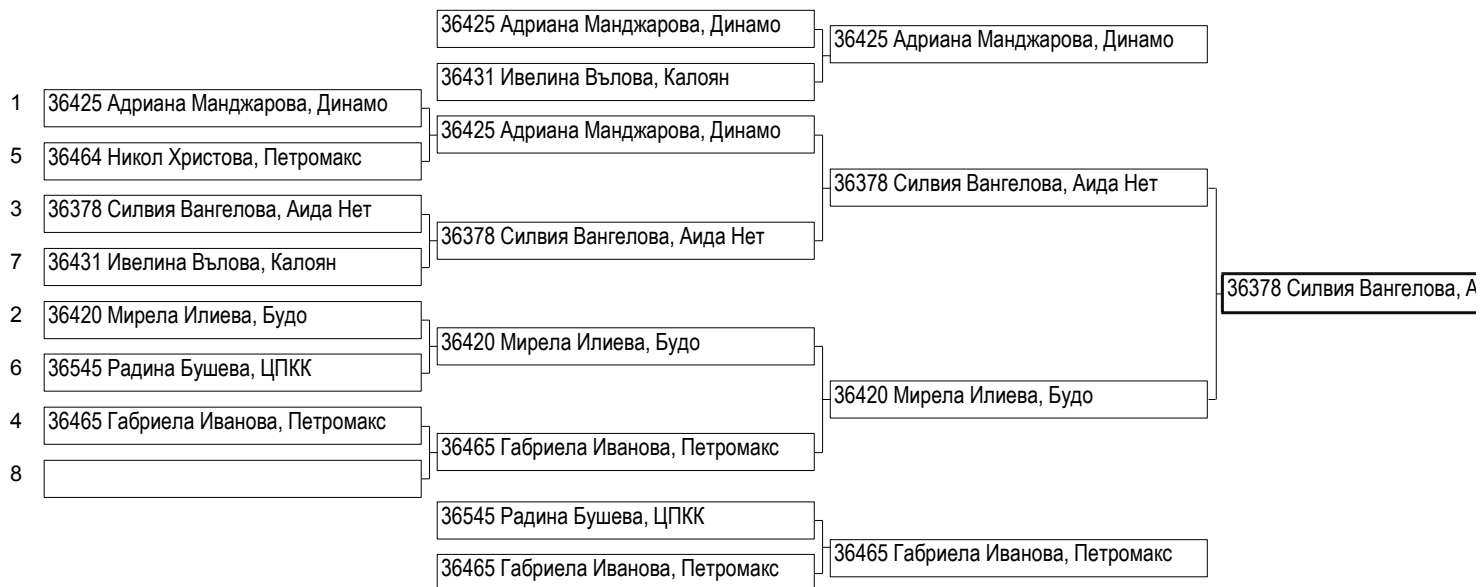 36425 Адриана Манджарова, Динамо
36425 Адриана Манджарова, Динамо
36431 Ивелина Вълова, Калоян
1 36425 Адриана Манджарова, Динамо
36425 Адриана Манджарова, Динамо
5 36464 Никол Христова, Петромакс
36378 Силвия Вангелова, Аида Нет
3 36378 Силвия Вангелова, Аида Нет
36378 Силвия Вангелова, Аида Нет
7 36431 Ивелина Вълова, Калоян
36378 Силвия Вангелова, А
2 36420 Мирела Илиева, Будо
36420 Мирела Илиева, Будо
6 36545 Радина Бушева, ЦПКК
36420 Мирела Илиева, Будо
4 36465 Габриела Иванова, Петромакс
36465 Габриела Иванова, Петромакс
8
36545 Радина Бушева, ЦПКК
36465 Габриела Иванова, Петромакс
36465 Габриела Иванова, Петромакс